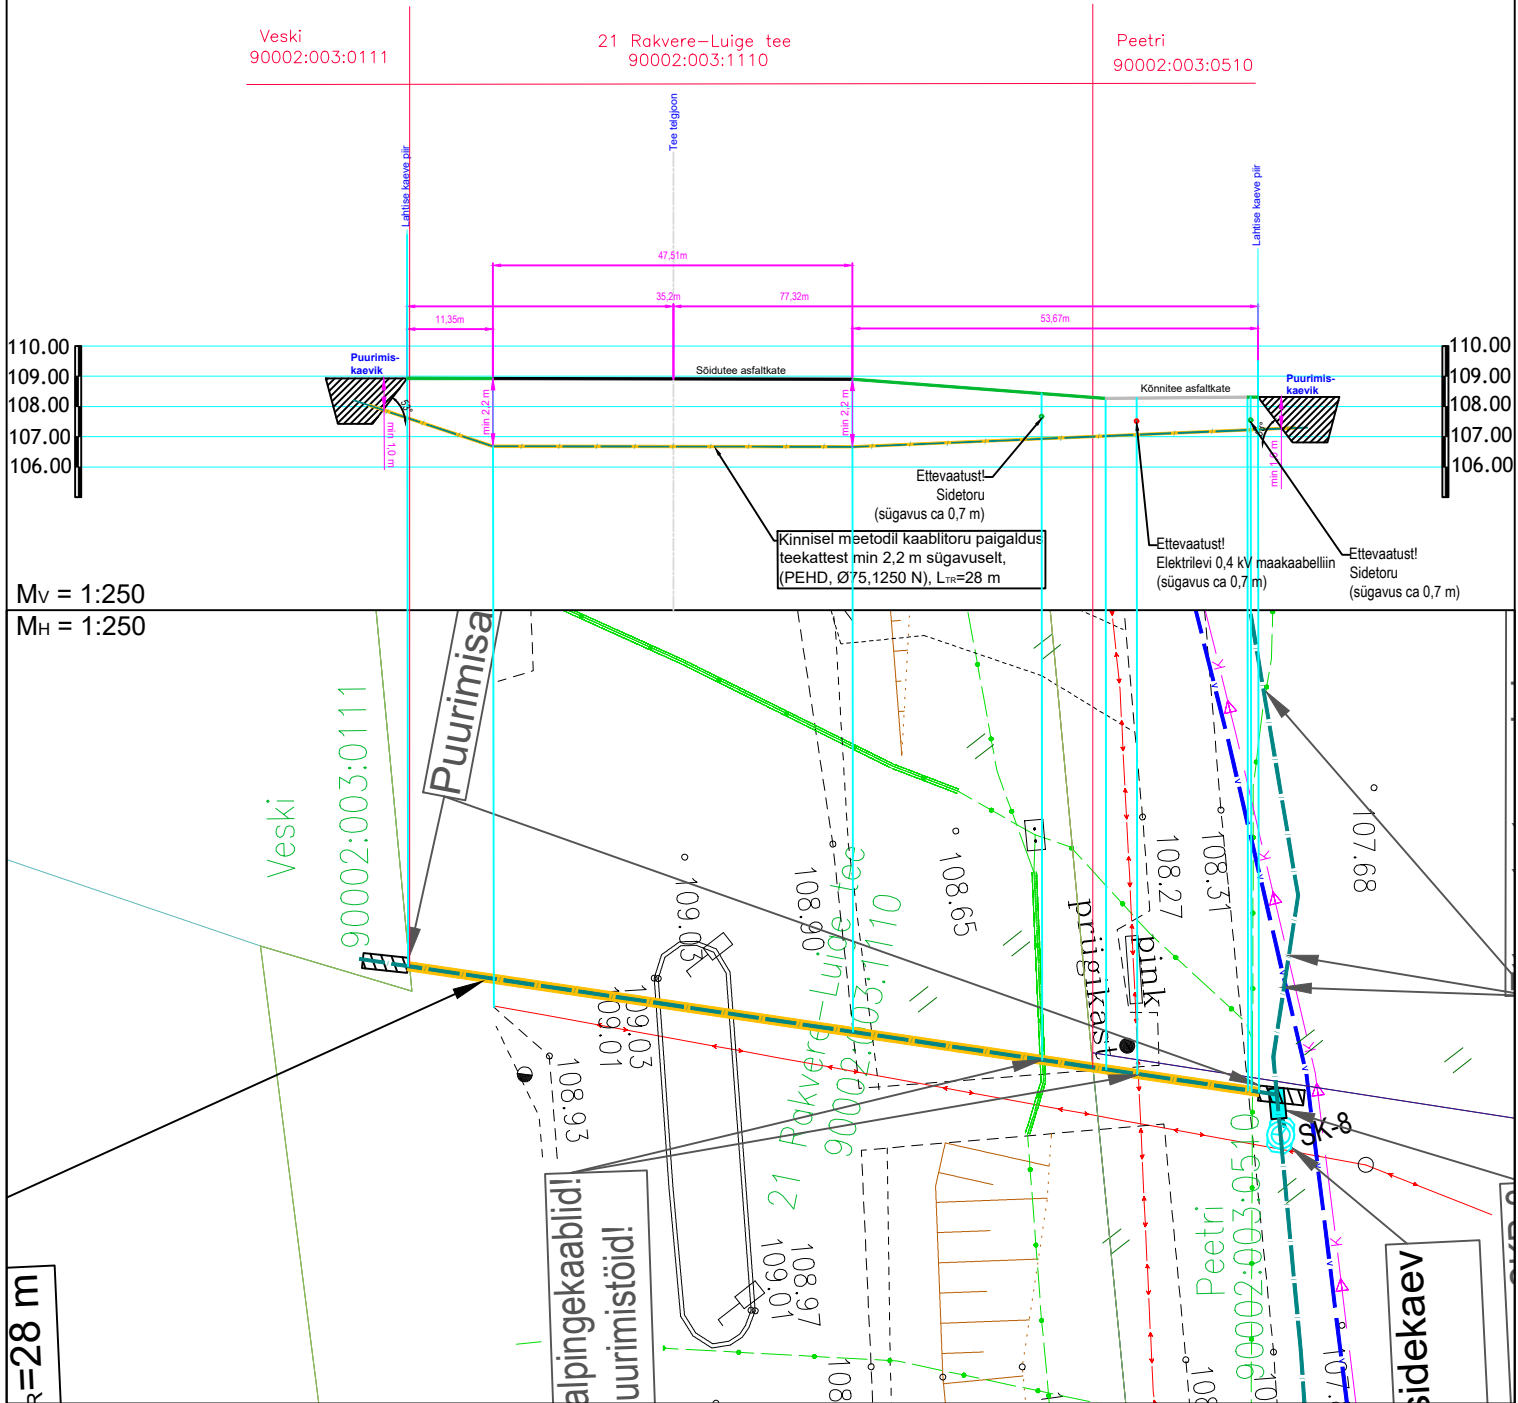 Veski
90002:003:0111
21 Rakvere-Luige tee
90002:003:1110
Peetri
90002:003:0510
Lahtise kaeve piir
Tee telgjoon
Lahtise kaeve piir
47,51m
35,2m
77,32m
11,35m
53,67m
110.00
109.00
108.00
107.00
106.00
110.00
109.00
108.00
107.00
106.00
Puurimis-
kaevik
Sõidutee asfaltkate
Könnitee asfaltkate
Puurimis-
kaevik
min 1,0 m
min 2,2 m
min 2,2 m
Ettevaatust!
Sidetoru
(sügavus ca 0,7 m)
Kinnisel meetodil kaablitoru paigaldus
teekattest min 2,2 m sügavuselt,
(PEHD, Ø75,1250 N), LTR=28 m
Ettevaatust!
Elektrilevi 0,4 kV maakaabelliin
(sügavus ca 0,7 m)
Ettevaatust!
Sidetoru
(sügavus ca 0,7 m)
MV = 1:250
MH = 1:250
Puurimisa
Veski
90002:003:0111
109.03
108.90
108.65
108.27
108.31
107.68
prügikast
pink
21 Rakvere-Luige tee
90002:003:1110
109.03
109.01
108.93
SK-8
Peetri
90002:003:0510
108.97
109.01
alpingekaablid!
uurimistöid!
R=28 m
sidekaev
108
108